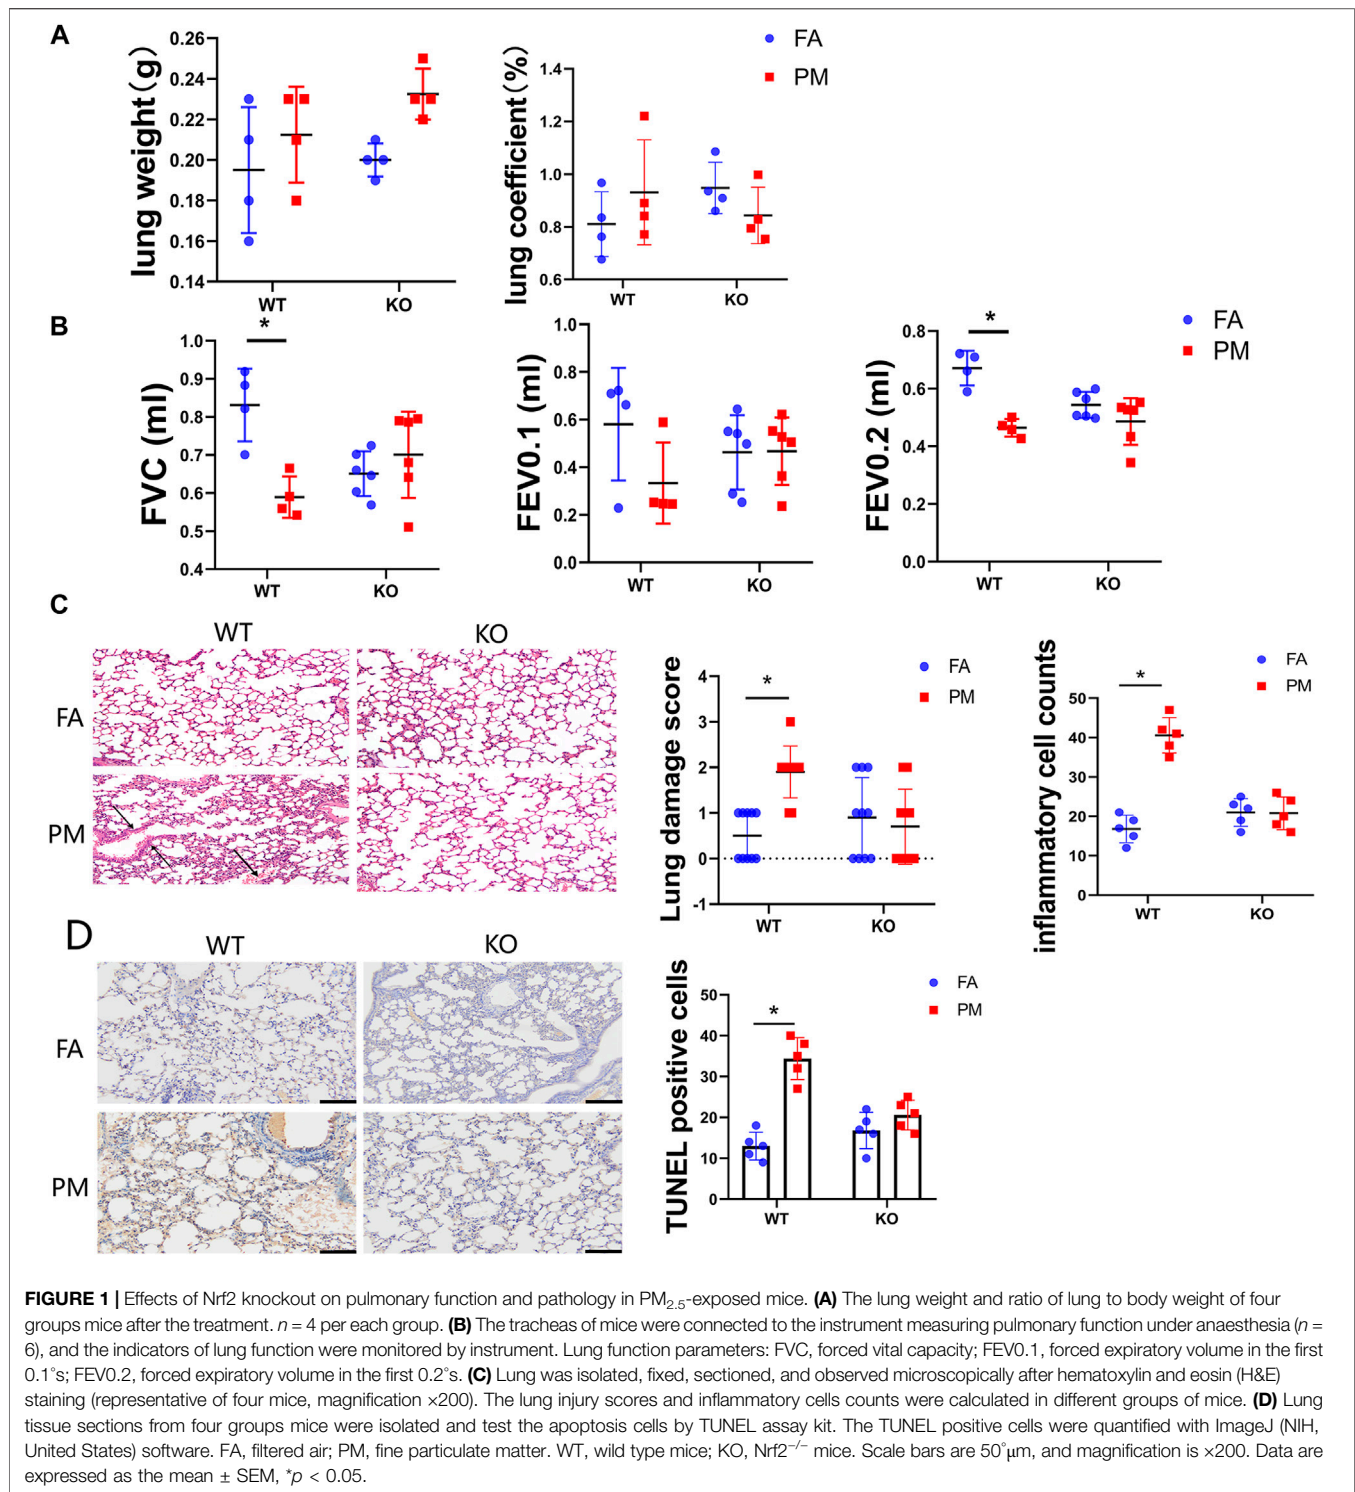 A
lung weight(g)
0.26
0.24
0.22
0.20
0.18
0.16
0.14
WT
KO
lung coefficient(%)
1.4
1.2
1.0
0.8
0.6
WT
KO
FA
PM
B
FVC (ml)
1.0
0.9
0.8
0.7
0.6
0.5
0.4
*
WT
KO
FEV0.1 (ml)
1.0
0.8
0.6
0.4
0.2
0.0
WT
KO
FEV0.2 (ml)
0.8
0.6
0.4
0.2
0.0
*
WT
KO
FA
PM
C
WT
KO
FA
PM
Lung damage score
4
3
2
1
0
-1
*
WT
KO
FA
PM
inflammatory cell counts
50
40
30
20
10
0
*
WT
KO
FA
PM
D
WT
KO
FA
PM
TUNEL positive cells
50
40
30
20
10
0
*
WT
KO
FA
PM
FIGURE 1 | Effects of Nrf2 knockout on pulmonary function and pathology in PM2.5-exposed mice. (A) The lung weight and ratio of lung to body weight of four
groups mice after the treatment. n = 4 per each group. (B) The tracheas of mice were connected to the instrument measuring pulmonary function under anaesthesia (n =
6), and the indicators of lung function were monitored by instrument. Lung function parameters: FVC, forced vital capacity; FEV0.1, forced expiratory volume in the first
0.1°s; FEV0.2, forced expiratory volume in the first 0.2°s. (C) Lung was isolated, fixed, sectioned, and observed microscopically after hematoxylin and eosin (H&E)
staining (representative of four mice, magnification ×200). The lung injury scores and inflammatory cells counts were calculated in different groups of mice. (D) Lung
tissue sections from four groups mice were isolated and test the apoptosis cells by TUNEL assay kit. The TUNEL positive cells were quantified with ImageJ (NIH,
United States) software. FA, filtered air; PM, fine particulate matter. WT, wild type mice; KO, Nrf2−/− mice. Scale bars are 50°μm, and magnification is ×200. Data are
expressed as the mean ± SEM, *p < 0.05.